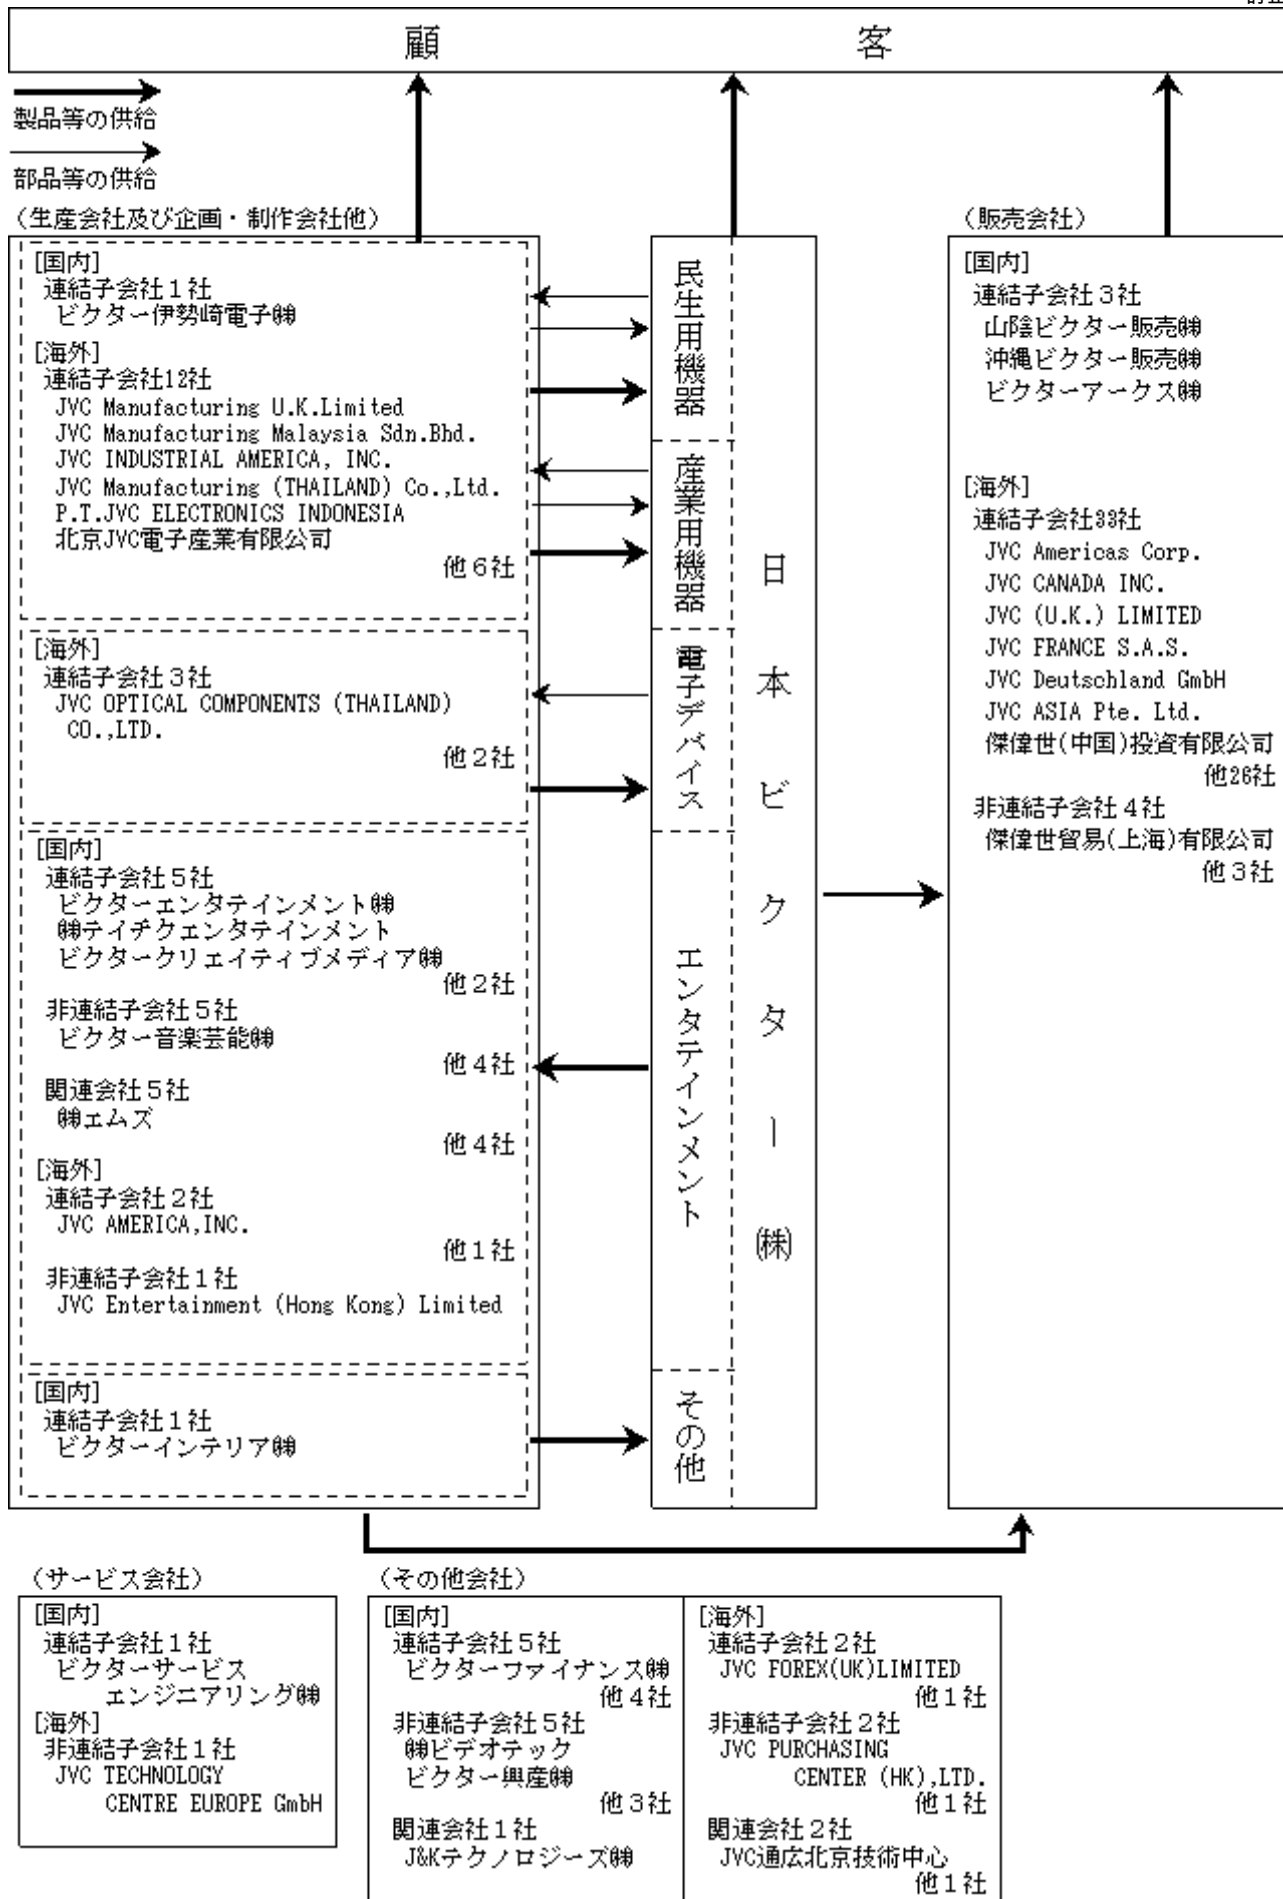 顧客
製品等の供給
部品等の供給
（生産会社及び企画・制作会社他）
[国内]
連結子会社１社
ビクター伊勢崎電子㈱
[海外]
連結子会社12社
JVC Manufacturing U.K.Limited
JVC Manufacturing Malaysia Sdn.Bhd.
JVC INDUSTRIAL AMERICA, INC.
JVC Manufacturing (THAILAND) Co.,Ltd.
P.T.JVC ELECTRONICS INDONESIA
北京JVC電子産業有限公司
他６社
[海外]
連結子会社３社
JVC OPTICAL COMPONENTS (THAILAND)
CO.,LTD.
他２社
[国内]
連結子会社５社
ビクターエンタテインメント㈱
㈱テイチクエンタテインメント
ビクタークリエイティブメディア㈱
他２社
非連結子会社５社
ビクター音楽芸能㈱
他４社
関連会社５社
㈱エムズ
他４社
[海外]
連結子会社２社
JVC AMERICA,INC.
他１社
非連結子会社１社
JVC Entertainment (Hong Kong) Limited
[国内]
連結子会社１社
ビクターインテリア㈱
民生用機器
産業用機器
電子デバイス
エンタテインメント
その他
日本ビクター㈱
（販売会社）
[国内]
連結子会社３社
山陰ビクター販売㈱
沖縄ビクター販売㈱
ビクターアークス㈱
[海外]
連結子会社33社
JVC Americas Corp.
JVC CANADA INC.
JVC (U.K.) LIMITED
JVC FRANCE S.A.S.
JVC Deutschland GmbH
JVC ASIA Pte. Ltd.
傑偉世(中国)投資有限公司
他26社
非連結子会社４社
傑偉世貿易(上海)有限公司
他３社
（サービス会社）
[国内]
連結子会社１社
ビクターサービス
エンジニアリング㈱
[海外]
非連結子会社１社
JVC TECHNOLOGY
CENTRE EUROPE GmbH
（その他会社）
[国内]
連結子会社５社
ビクターファイナンス㈱
他４社
非連結子会社５社
㈱ビデオテック
ビクター興産㈱
他３社
関連会社１社
J&Kテクノロジーズ㈱
[海外]
連結子会社２社
JVC FOREX(UK)LIMITED
他１社
非連結子会社２社
JVC PURCHASING
CENTER (HK),LTD.
他１社
関連会社２社
JVC通広北京技術中心
他１社